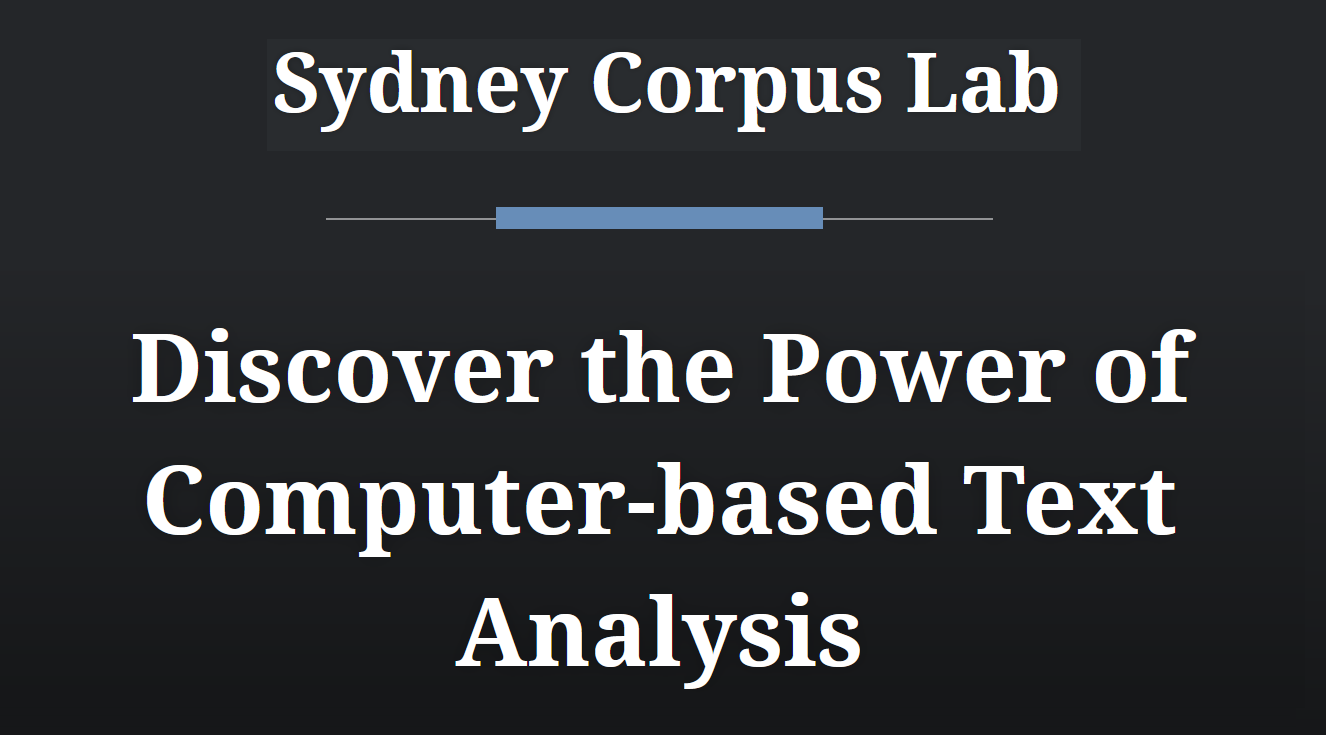 Sydney Corpus Lab
Discover the Power of
Computer-based Text
Analysis